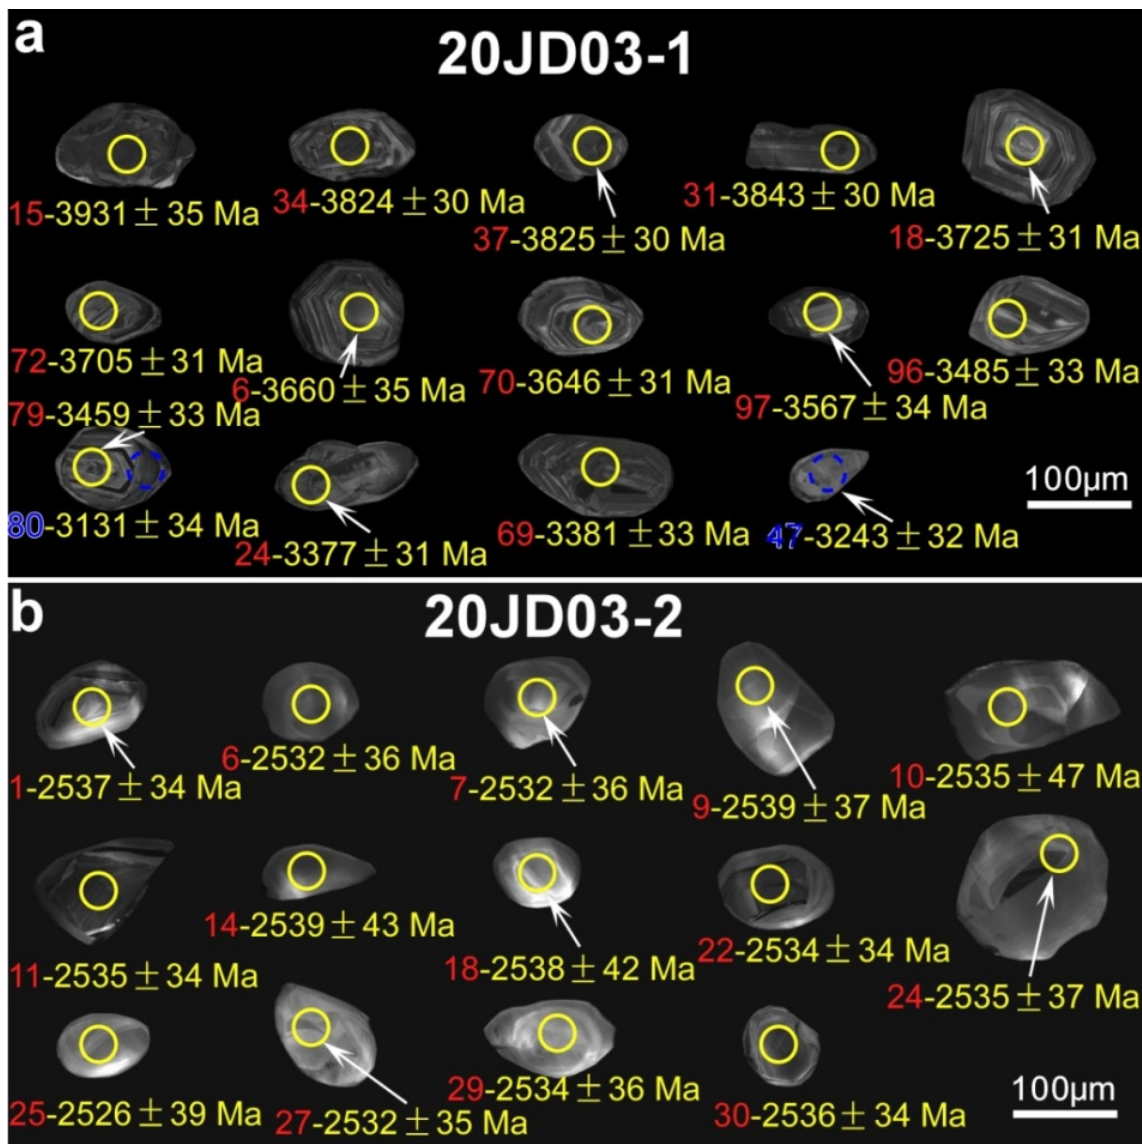 a
20JD03-1
15-3931 ± 35 Ma
34-3824 ± 30 Ma
37-3825 ± 30 Ma
31-3843 ± 30 Ma
18-3725 ± 31 Ma
72-3705 ± 31 Ma
6-3660 ± 35 Ma
70-3646 ± 31 Ma
97-3567 ± 34 Ma
96-3485 ± 33 Ma
79-3459 ± 33 Ma
80-3131 ± 34 Ma
24-3377 ± 31 Ma
69-3381 ± 33 Ma
47-3243 ± 32 Ma
100μm
b
20JD03-2
1-2537 ± 34 Ma
6-2532 ± 36 Ma
7-2532 ± 36 Ma
9-2539 ± 37 Ma
10-2535 ± 47 Ma
11-2535 ± 34 Ma
14-2539 ± 43 Ma
18-2538 ± 42 Ma
22-2534 ± 34 Ma
24-2535 ± 37 Ma
25-2526 ± 39 Ma
27-2532 ± 35 Ma
29-2534 ± 36 Ma
30-2536 ± 34 Ma
100μm